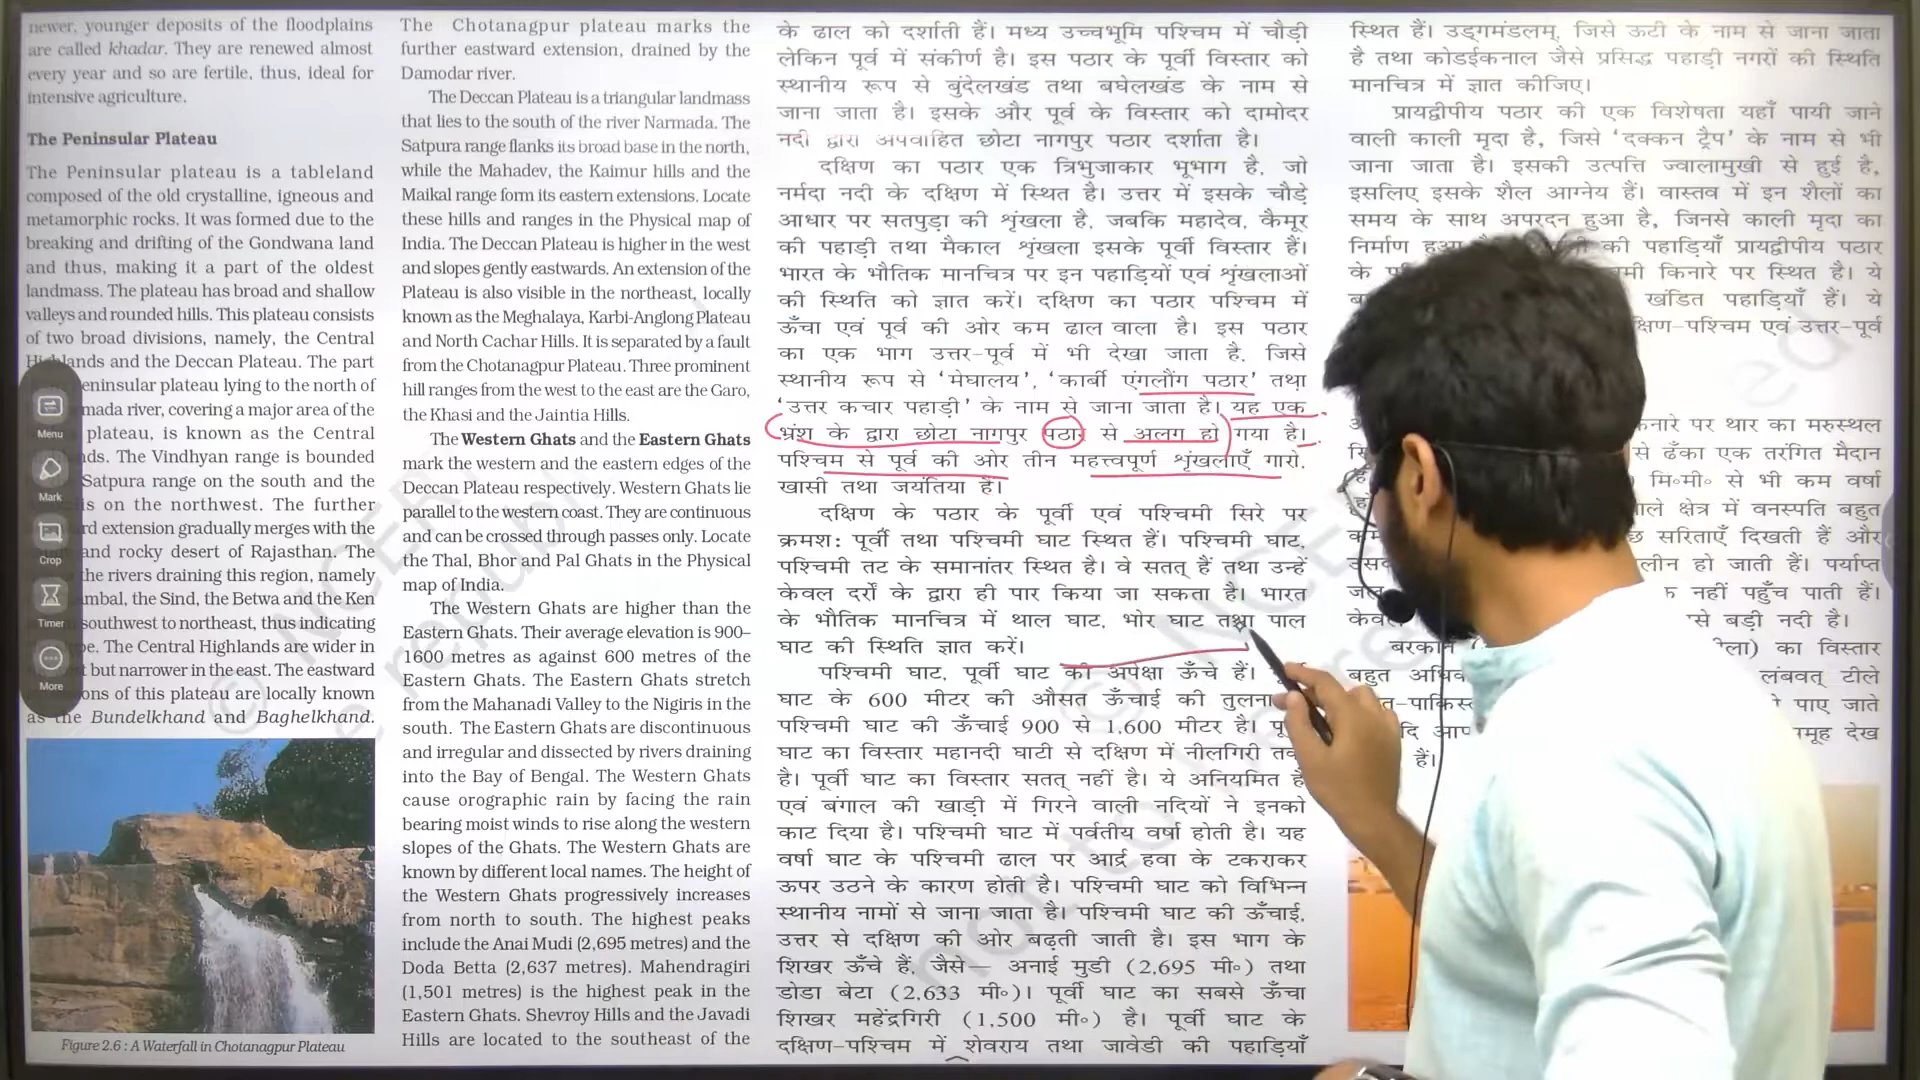 newer, younger deposits of the floodplains
are called khadar. They are renewed almost
every year and so are fertile, thus, ideal for
intensive agriculture.
The Peninsular Plateau
The Peninsular plateau is a tableland
composed of the old crystalline, igneous and
metamorphic rocks. It was formed due to the
breaking and drifting of the Gondwana land
and thus, making it a part of the oldest
landmass. The plateau has broad and shallow
valleys and rounded hills. This plateau consists
of two broad divisions, namely, the Central
Highlands and the Deccan Plateau. The part
eninsular plateau lying to the north of
mada river, covering a major area of the
plateau, is known as the Central
ds. The Vindhyan range is bounded
Satpura range on the south and the
is on the northwest. The further
rd extension gradually merges with the
and rocky desert of Rajasthan. The
the rivers draining this region, namely
mbal, the Sind, the Betwa and the Ken
southwest to northeast, thus indicating
pe. The Central Highlands are wider in
t but narrower in the east. The eastward
ons of this plateau are locally known
as the Bundelkhand and Baghelkhand.
Figure 2.6 : A Waterfall in Chotanagpur Plateau
Menu
Mark
Crop
Timer
More
The Chotanagpur plateau marks the
further eastward extension, drained by the
Damodar river.
The Deccan Plateau is a triangular landmass
that lies to the south of the river Narmada. The
Satpura range flanks its broad base in the north,
while the Mahadev, the Kaimur hills and the
Maikal range form its eastern extensions. Locate
these hills and ranges in the Physical map of
India. The Deccan Plateau is higher in the west
and slopes gently eastwards. An extension of the
Plateau is also visible in the northeast, locally
known as the Meghalaya, Karbi-Anglong Plateau
and North Cachar Hills. It is separated by a fault
from the Chotanagpur Plateau. Three prominent
hill ranges from the west to the east are the Garo,
the Khasi and the Jaintia Hills.
The Western Ghats and the Eastern Ghats
mark the western and the eastern edges of the
Deccan Plateau respectively. Western Ghats lie
parallel to the western coast. They are continuous
and can be crossed through passes only. Locate
the Thal, Bhor and Pal Ghats in the Physical
map of India.
The Western Ghats are higher than the
Eastern Ghats. Their average elevation is 900–
1600 metres as against 600 metres of the
Eastern Ghats. The Eastern Ghats stretch
from the Mahanadi Valley to the Nigiris in the
south. The Eastern Ghats are discontinuous
and irregular and dissected by rivers draining
into the Bay of Bengal. The Western Ghats
cause orographic rain by facing the rain
bearing moist winds to rise along the western
slopes of the Ghats. The Western Ghats are
known by different local names. The height of
the Western Ghats progressively increases
from north to south. The highest peaks
include the Anai Mudi (2,695 metres) and the
Doda Betta (2,637 metres). Mahendragiri
(1,501 metres) is the highest peak in the
Eastern Ghats. Shevroy Hills and the Javadi
Hills are located to the southeast of the
के ढाल को दर्शाती हैं। मध्य उच्चभूमि पश्चिम में चौड़ी
लेकिन पूर्व में संकीर्ण है। इस पठार के पूर्वी विस्तार को
स्थानीय रूप से बुंदेलखंड तथा बघेलखंड के नाम से
जाना जाता है। इसके और पूर्व के विस्तार को दामोदर
नदी द्वारा अपवाहित छोटा नागपुर पठार दर्शाता है।
दक्षिण का पठार एक त्रिभुजाकार भूभाग है, जो
नर्मदा नदी के दक्षिण में स्थित है। उत्तर में इसके चौड़े
आधार पर सतपुड़ा की शृंखला है, जबकि महादेव, कैमूर
की पहाड़ी तथा मैकाल शृंखला इसके पूर्वी विस्तार हैं।
भारत के भौतिक मानचित्र पर इन पहाड़ियों एवं शृंखलाओं
की स्थिति को ज्ञात करें। दक्षिण का पठार पश्चिम में
ऊँचा एवं पूर्व की ओर कम ढाल वाला है। इस पठार
का एक भाग उत्तर-पूर्व में भी देखा जाता है, जिसे
स्थानीय रूप से ‘मेघालय’, ‘कार्बी एंगलौंग पठार’ तथा
‘उत्तर कचार पहाड़ी’ के नाम से जाना जाता है। यह एक
भ्रंश के द्वारा छोटा नागपुर पठार से अलग हो गया है।
पश्चिम से पूर्व की ओर तीन महत्त्वपूर्ण शृंखलाएँ गारो,
खासी तथा जयंतिया हैं।
दक्षिण के पठार के पूर्वी एवं पश्चिमी सिरे पर
क्रमश: पूर्वी तथा पश्चिमी घाट स्थित हैं। पश्चिमी घाट,
पश्चिमी तट के समानांतर स्थित है। वे सतत् हैं तथा उन्हें
केवल दर्रों के द्वारा ही पार किया जा सकता है। भारत
के भौतिक मानचित्र में थाल घाट, भोर घाट तथा पाल
घाट की स्थिति ज्ञात करें।
पश्चिमी घाट, पूर्वी घाट की अपेक्षा ऊँचे हैं।
घाट के 600 मीटर की औसत ऊँचाई की तुलना
पश्चिमी घाट की ऊँचाई 900 से 1,600 मीटर है।
घाट का विस्तार महानदी घाटी से दक्षिण में नीलगिरी तक
है। पूर्वी घाट का विस्तार सतत् नहीं है। ये अनियमित हैं
एवं बंगाल की खाड़ी में गिरने वाली नदियों ने इनको
काट दिया है। पश्चिमी घाट में पर्वतीय वर्षा होती है। यह
वर्षा घाट के पश्चिमी ढाल पर आर्द्र हवा के टकराकर
ऊपर उठने के कारण होती है। पश्चिमी घाट को विभिन्न
स्थानीय नामों से जाना जाता है। पश्चिमी घाट की ऊँचाई,
उत्तर से दक्षिण की ओर बढ़ती जाती है। इस भाग के
शिखर ऊँचे हैं, जैसे— अनाई मुडी (2,695 मी॰) तथा
डोडा बेटा (2,633 मी॰)। पूर्वी घाट का सबसे ऊँचा
शिखर महेंद्रगिरी (1,500 मी॰) है। पूर्वी घाट के
दक्षिण-पश्चिम में शेवराय तथा जावेडी की पहाड़ियाँ
स्थित हैं। उड्गमंडलम्, जिसे ऊटी के नाम से जाना जाता
है तथा कोडईकनाल जैसे प्रसिद्ध पहाड़ी नगरों की स्थिति
मानचित्र में ज्ञात कीजिए।
प्रायद्वीपीय पठार की एक विशेषता यहाँ पायी जाने
वाली काली मृदा है, जिसे ‘दक्कन ट्रैप’ के नाम से भी
जाना जाता है। इसकी उत्पत्ति ज्वालामुखी से हुई है,
इसलिए इसके शैल आग्नेय हैं। वास्तव में इन शैलों का
समय के साथ अपरदन हुआ है, जिनसे काली मृदा का
निर्माण हुआ की पहाड़ियाँ प्रायद्वीपीय पठार
के किनारे पर स्थित है। ये
खंडित पहाड़ियाँ हैं। ये
क्षिण-पश्चिम एवं उत्तर-पूर्व
नारे पर थार का मरुस्थल
से ढँका एक तरंगित मैदान
मि॰मी॰ से भी कम वर्षा
ले क्षेत्र में वनस्पति बहुत
सरिताएँ दिखती हैं और
लीन हो जाती हैं। पर्याप्त
नहीं पहुँच पाती हैं।
से बड़ी नदी है।
का विस्तार
बहुत लंबवत् टीले
पाए जाते
समूह देख
हैं।